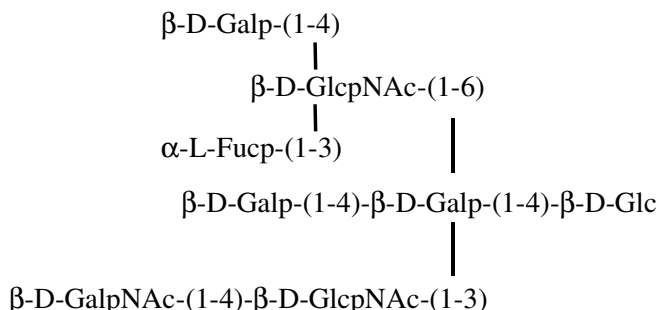 β-D-Galp-(1-4)
β-D-GlcpNAc-(1-6)
α-L-Fucp-(1-3)
β-D-Galp-(1-4)-β-D-Galp-(1-4)-β-D-Glc
β-D-GalpNAc-(1-4)-β-D-GlcpNAc-(1-3)